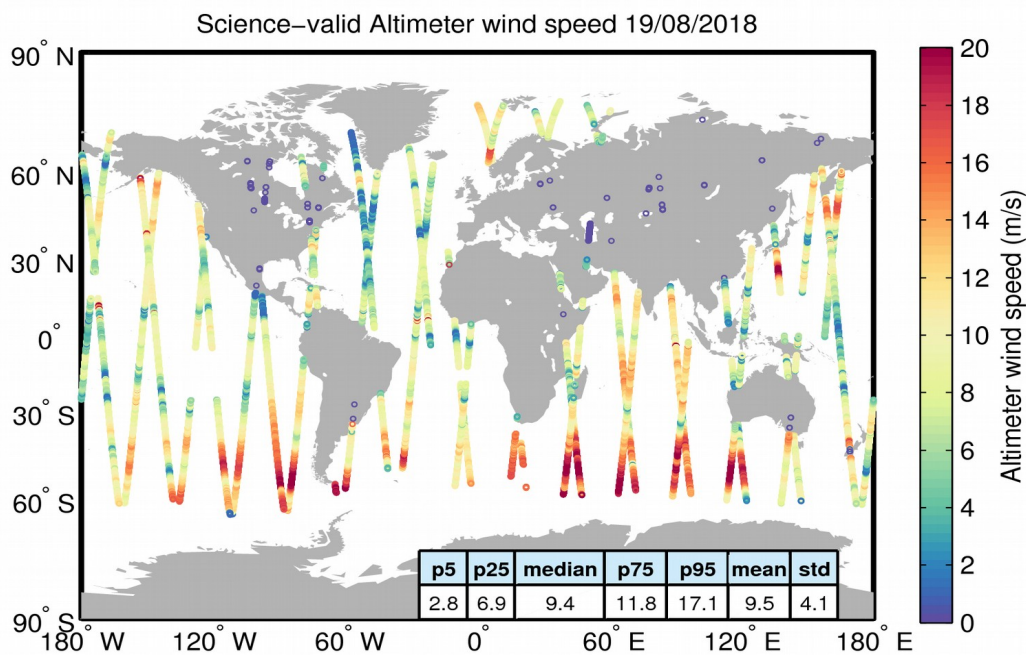 Science−valid Altimeter wind speed 19/08/2018
90° N
60° N
30° N
0°
30° S
60° S
90° S
180° W 120° W 60° W 0° 60° E 120° E 180° E
p5 p25 median p75 p95 mean std
2.8 6.9 9.4 11.8 17.1 9.5 4.1
20
18
16
14
12
10
8
6
4
2
0
Altimeter wind speed (m/s)